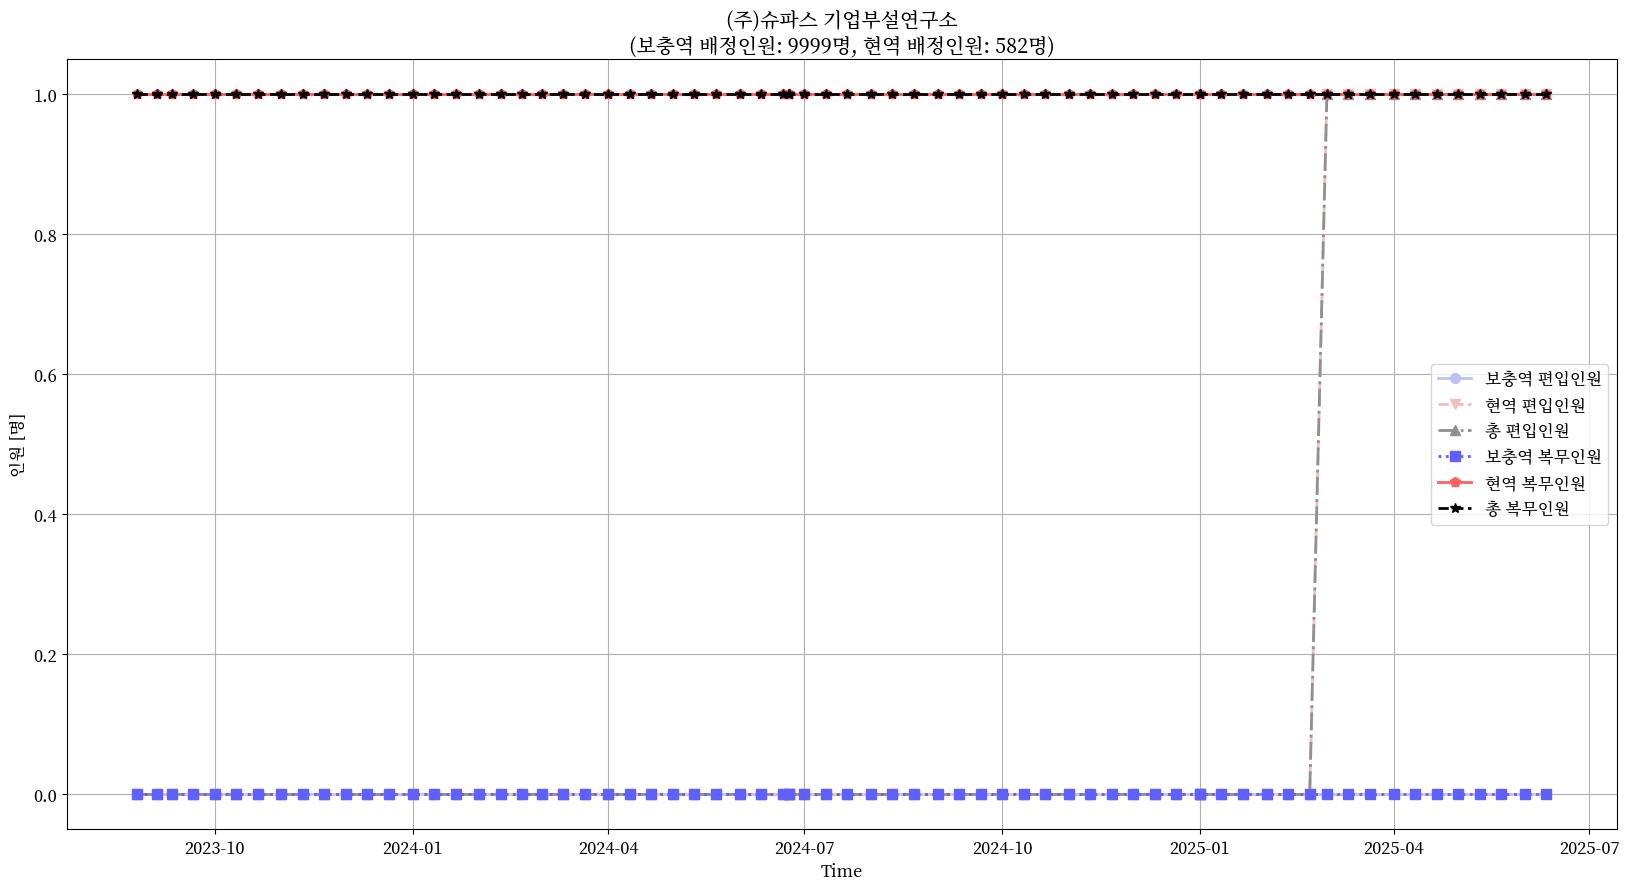 (주)슈파스 기업부설연구소
(보충역 배정인원: 9999명, 현역 배정인원: 582명)
1.0
0.8
0.6
0.4
0.2
0.0
인원 [명]
보충역 편입인원
현역 편입인원
총 편입인원
보충역 복무인원
현역 복무인원
총 복무인원
2023-10
2024-01
2024-04
2024-07
2024-10
2025-01
2025-04
2025-07
Time